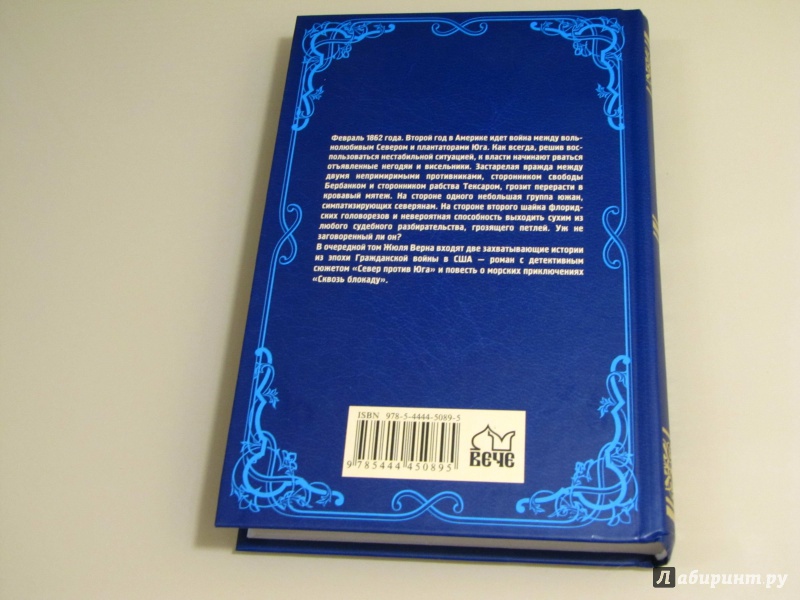 Февраль 1862 года. Второй год в Америке идет война между воль-
нолюбивым Севером и плантаторами Юга. Как всегда, решив вос-
пользоваться нестабильной ситуацией, к власти начинают рваться
отъявленные негодяи и висельники. Застарелая вражда между
двумя непримиримыми противниками, сторонником свободы
Бербанком и сторонником рабства Тексаром, грозит перерасти в
кровавый мятеж. На стороне одного небольшая группа южан,
симпатизирующих северянам. На стороне второго шайка флорид-
ских головорезов и невероятная способность выходить сухим из
любого судебного разбирательства, грозящего петлей. Уж не
заговоренный ли он?
В очередной том Жюля Верна входят две захватывающие истории
из эпохи Гражданской войны в США — роман с детективным
сюжетом «Север против Юга» и повесть о морских приключениях
«Сквозь блокаду».
ISBN 978-5-4444-5089-5
9 785444 450895
ВЕЧЕ
Лабиринт.ру